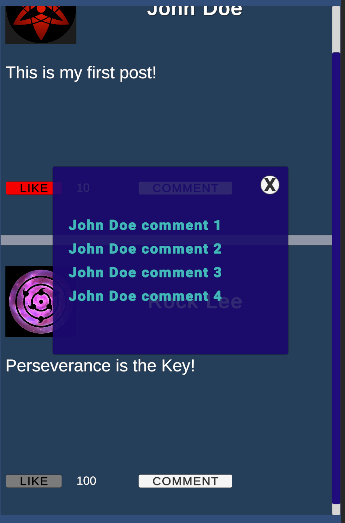 John Doe
This is my first post!
LIKE 10 COMMENT
X
John Doe comment 1
John Doe comment 2
John Doe comment 3
John Doe comment 4
Rock Lee
Perseverance is the Key!
LIKE 100 COMMENT